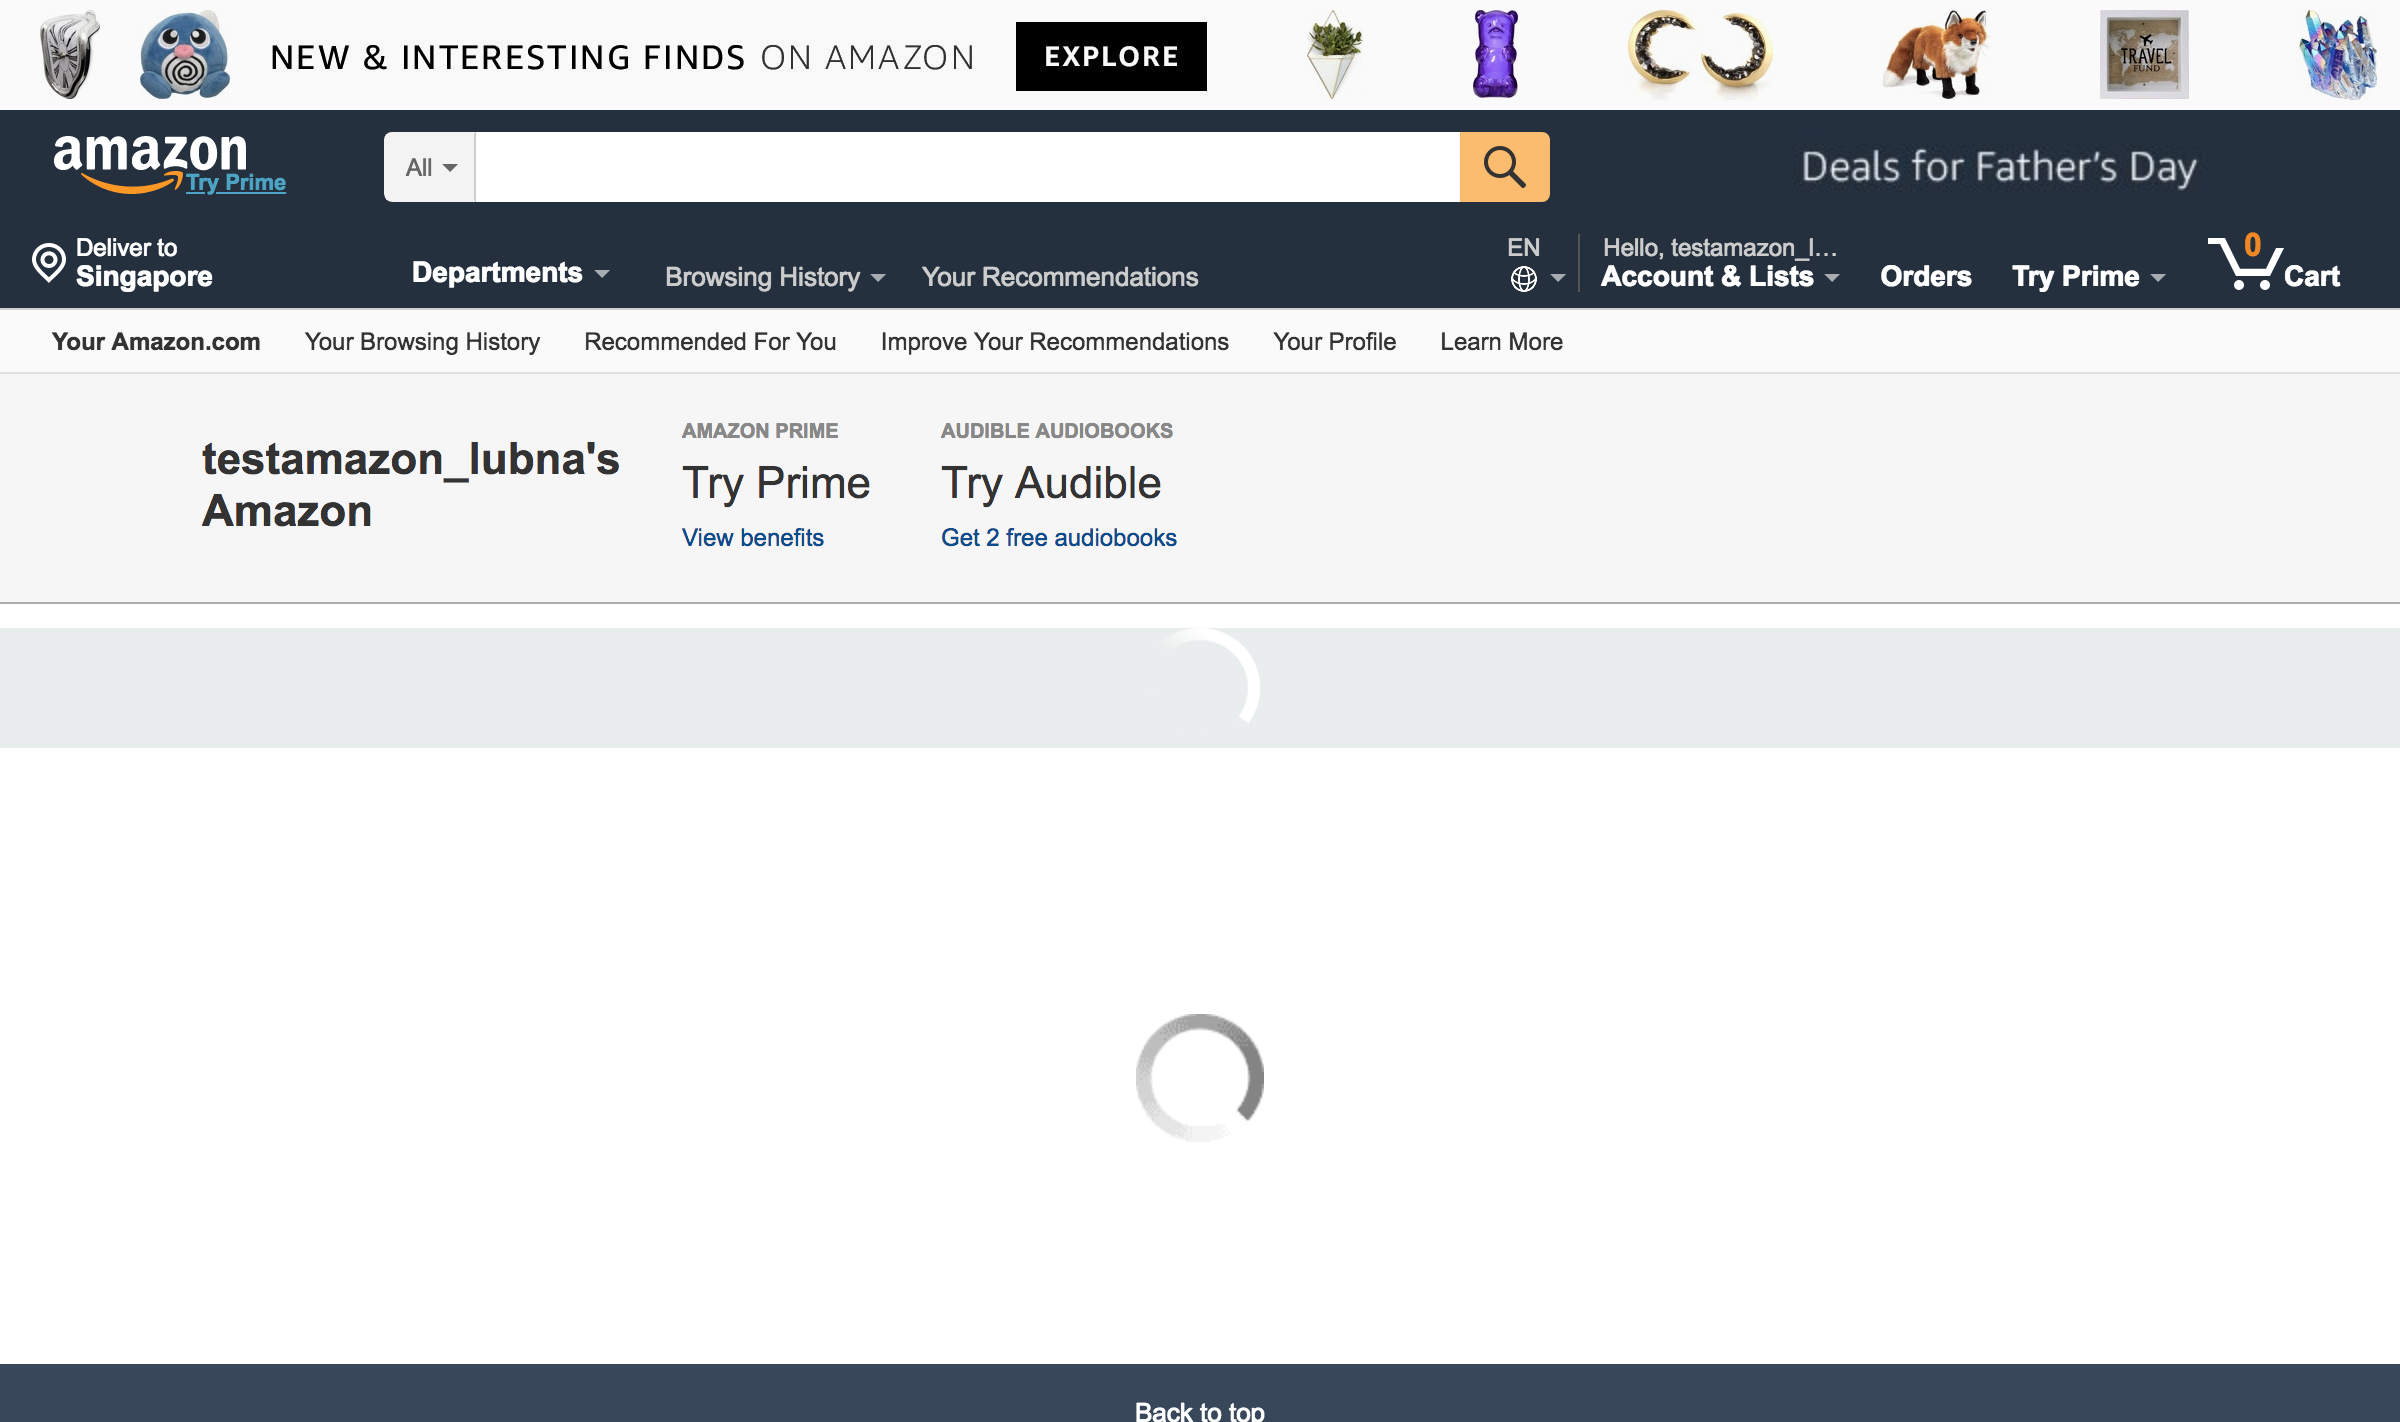 NEW & INTERESTING FINDS ON AMAZON
EXPLORE
TRAVEL
FUND
amazon
Try Prime
All
Deals for Father's Day
Deliver to
Singapore
Departments
Browsing History
Your Recommendations
EN
Hello, testamazon_l...
Account & Lists
Orders
Try Prime
0
Cart
Your Amazon.com
Your Browsing History
Recommended For You
Improve Your Recommendations
Your Profile
Learn More
testamazon_lubna's
Amazon
AMAZON PRIME
Try Prime
View benefits
AUDIBLE AUDIOBOOKS
Try Audible
Get 2 free audiobooks
Back to top